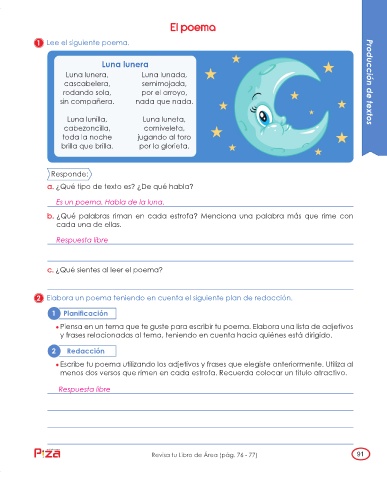 El poema
1 Lee el siguiente poema.
Luna lunera
Luna lunera,
cascabelera,
rodando sola,
sin compañera.
Luna lunada,
semimojada,
por el arroyo,
nada que nada.
Luna lunilla,
cabezoncilla,
toda la noche
brilla que brilla.
Luna luneta,
corniveleta,
jugando al toro
por la glorieta.
Producción de textos
Responde:
a. ¿Qué tipo de texto es? ¿De qué habla?
Es un poema. Habla de la luna.
b. ¿Qué palabras riman en cada estrofa? Menciona una palabra más que rime con
cada una de ellas.
Respuesta libre
c. ¿Qué sientes al leer el poema?
2 Elabora un poema teniendo en cuenta el siguiente plan de redacción.
1 Planificación
• Piensa en un tema que te guste para escribir tu poema. Elabora una lista de adjetivos
y frases relacionadas al tema, teniendo en cuenta hacia quiénes está dirigido.
2 Redacción
• Escribe tu poema utilizando los adjetivos y frases que elegiste anteriormente. Utiliza al
menos dos versos que rimen en cada estrofa. Recuerda colocar un título atractivo.
Respuesta libre
Piza
Revisa tu Libro de Área (pág. 76 - 77)
91